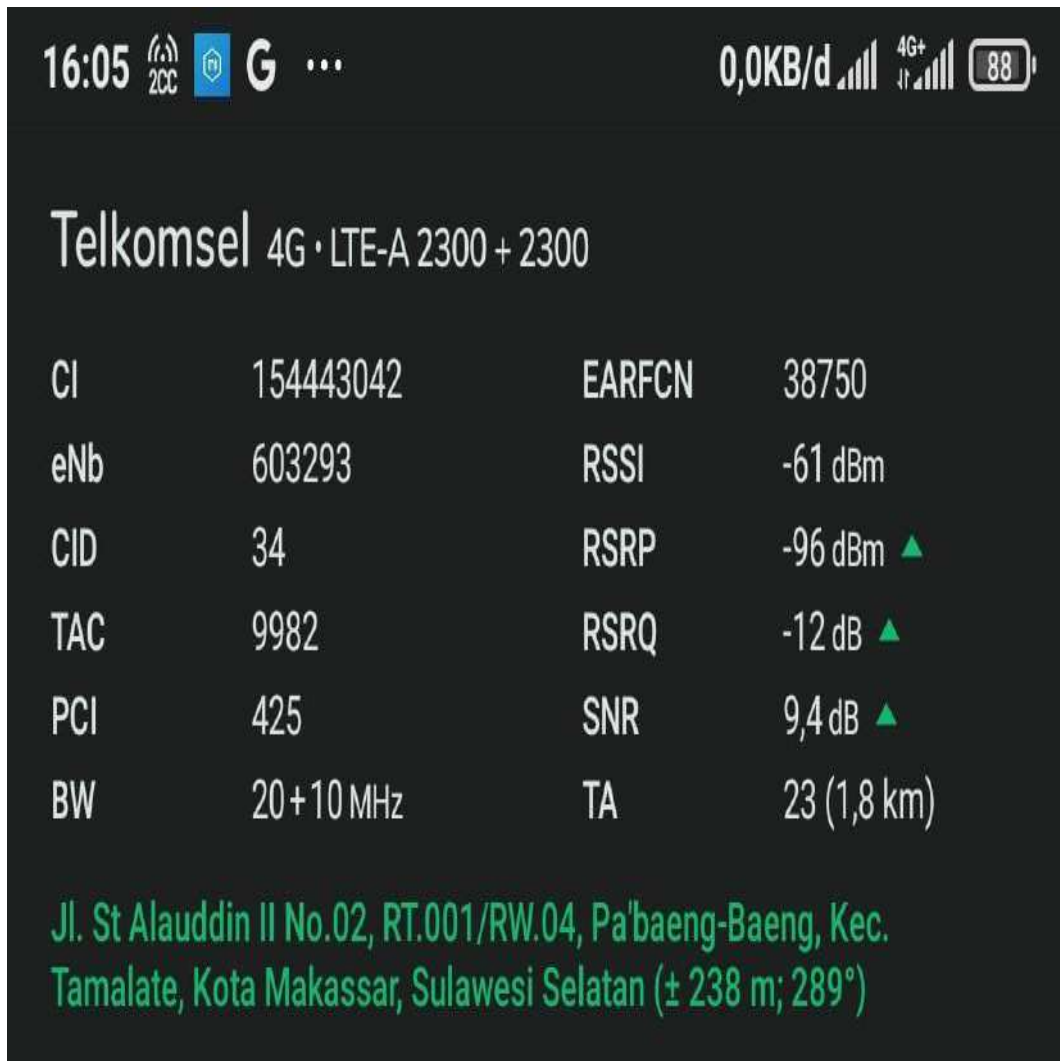 16:05 2CC G ... 0,0KB/d 4G+ 88
Telkomsel 4G • LTE-A 2300 + 2300
CI 154443042 EARFCN 38750
eNb 603293 RSSI -61 dBm
CID 34 RSRP -96 dBm ▲
TAC 9982 RSRQ -12 dB ▲
PCI 425 SNR 9,4 dB ▲
BW 20+10 MHz TA 23 (1,8 km)
Jl. St Alauddin II No.02, RT.001/RW.04, Pa'baeng-Baeng, Kec.
Tamalate, Kota Makassar, Sulawesi Selatan (± 238 m; 289°)